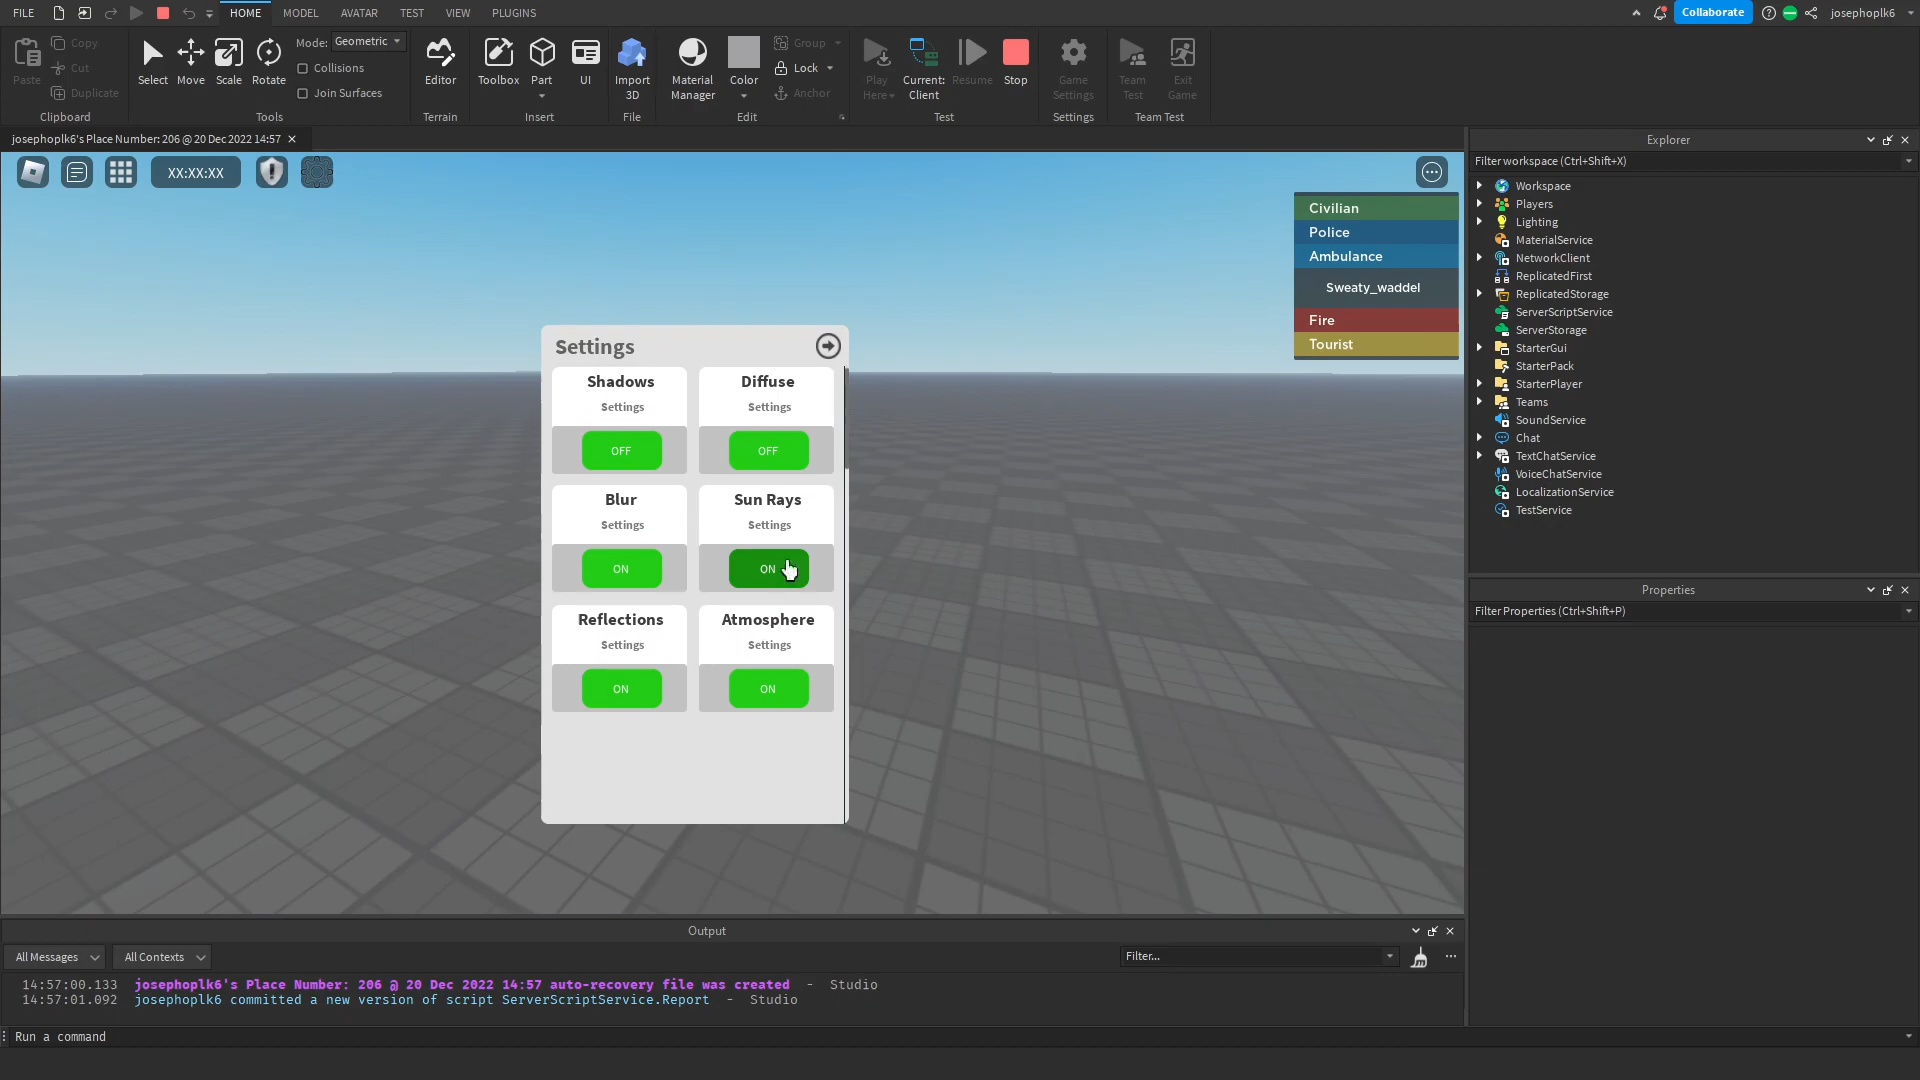 FILE HOME MODEL AVATAR TEST VIEW PLUGINS Collaborate josephoplk6
Paste Copy Cut Duplicate
Clipboard
Select Move Scale Rotate
Mode: Geometric
Collisions
Join Surfaces
Tools
Editor
Terrain
Toolbox Part UI
Insert
Import 3D
File
Material Manager Color
Group
Lock
Anchor
Edit
Play Here Current: Client Resume Stop
Test
Game Settings
Settings
Team Test Exit Game
Team Test
josephoplk6's Place Number: 206 @ 20 Dec 2022 14:57
XX:XX:XX
Civilian
Police
Ambulance
Sweaty_waddel
Fire
Tourist
Settings
Shadows Diffuse
Settings Settings
OFF OFF
Blur Sun Rays
Settings Settings
ON ON
Reflections Atmosphere
Settings Settings
ON ON
Explorer
Filter workspace (Ctrl+Shift+X)
Workspace
Players
Lighting
MaterialService
NetworkClient
ReplicatedFirst
ReplicatedStorage
ServerScriptService
ServerStorage
StarterGui
StarterPack
StarterPlayer
Teams
SoundService
Chat
TextChatService
VoiceChatService
LocalizationService
TestService
Properties
Filter Properties (Ctrl+Shift+P)
Output
All Messages All Contexts Filter...
14:57:00.133 josephoplk6's Place Number: 206 @ 20 Dec 2022 14:57 auto-recovery file was created - Studio
14:57:01.092 josephoplk6 committed a new version of script ServerScriptService.Report - Studio
Run a command